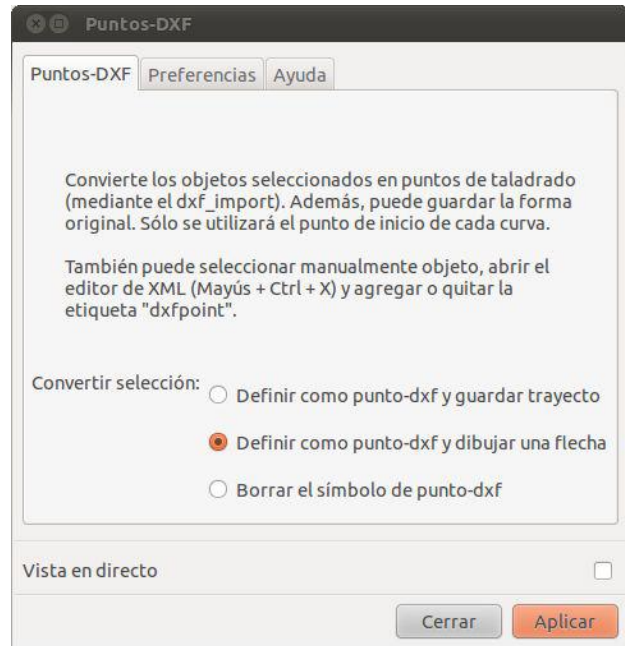 Puntos-DXF
Puntos-DXF Preferencias Ayuda
Convierte los objetos seleccionados en puntos de taladrado
(mediante el dxf_import). Además, puede guardar la forma
original. Sólo se utilizará el punto de inicio de cada curva.
También puede seleccionar manualmente objeto, abrir el
editor de XML (Mayús + Ctrl + X) y agregar o quitar la
etiqueta "dxfpoint".
Convertir selección:
Definir como punto-dxf y guardar trayecto
Definir como punto-dxf y dibujar una flecha
Borrar el símbolo de punto-dxf
Vista en directo
Cerrar Aplicar